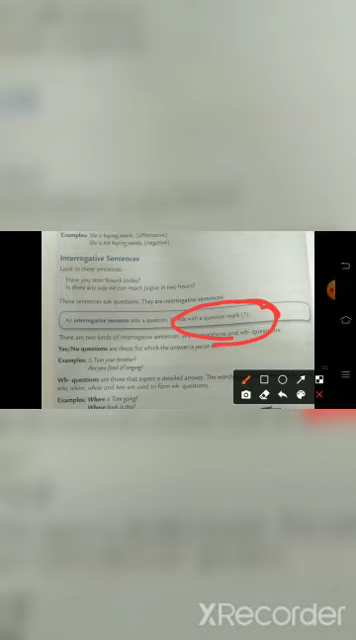 Examples: She is buying sweets. (affirmative)
She is not buying sweets. (negative)
Interrogative Sentences
Look at these sentences.
Have you seen Sourik today?
Is there any way we can reach Jaipur in two hours?
These sentences ask questions. They are interrogative sentences.
An interrogative sentence asks a question. It ends with a question mark (?).
There are two kinds of interrogative sentences: yes questions and wh- questions.
Yes/No questions are those for which the answer is yes or
Examples: Is Tom your brother?
Are you fond of singing?
Wh- questions are those that expect a detailed answer. The words
who, where, whose and how are used to form wh- questions.
Examples: Where is Tom going?
Whose book is this?
XRecorder